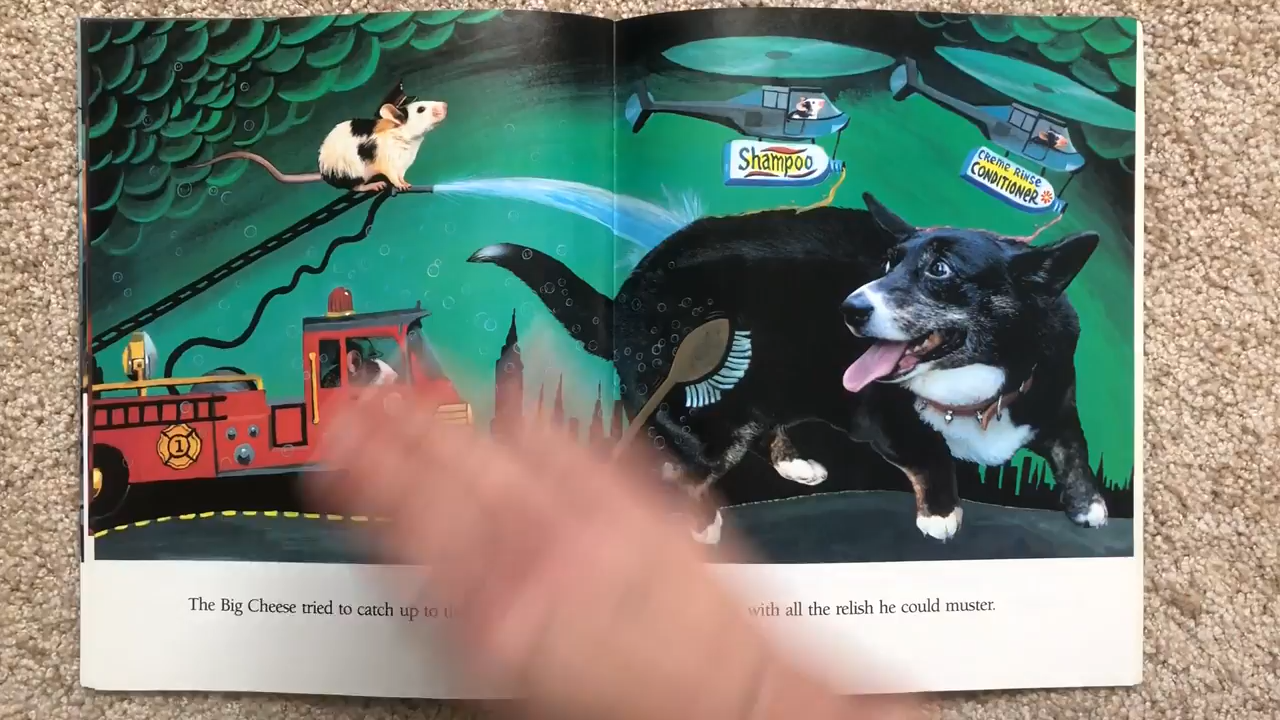 Shampoo
Creme Rinse
CONDITIONER
1
The Big Cheese tried to catch up to with all the relish he could muster.